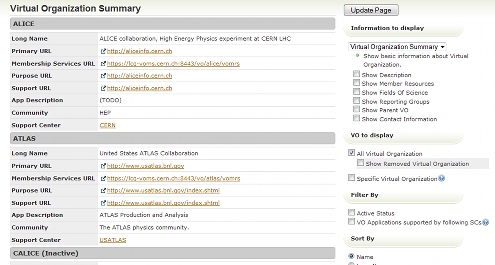 Virtual Organization Summary
ALICE
Long Name ALICE collaboration, High Energy Physics experiment at CERN LHC
Primary URL http://aliceinfo.cern.ch
Membership Services URL https://lcg-voms.cern.ch:8443/vo/alice/vomrs
Purpose URL http://aliceinfo.cern.ch
Support URL http://aliceinfo.cern.ch
App Description (TODO)
Community HEP
Support Center CERN
ATLAS
Long Name United States ATLAS Collaboration
Primary URL http://www.usatlas.bnl.gov
Membership Services URL https://lcg-voms.cern.ch:8443/vo/atlas/vomrs
Purpose URL http://www.usatlas.bnl.gov/index.shtml
Support URL http://www.usatlas.bnl.gov/index.shtml
App Description ATLAS Production and Analysis
Community The ATLAS physics community.
Support Center USATLAS
CALICE (Inactive)
Update Page
Information to display
Virtual Organization Summary
Show basic information about Virtual
Organization.
Show Description
Show Member Resources
Show Fields Of Science
Show Reporting Groups
Show Parent VO
Show Contact Information
VO to display
All Virtual Organization
Show Removed Virtual Organization
Specific Virtual Organization
Filter By
Active Status
VO Applications supported by following SCs
Sort By
Name